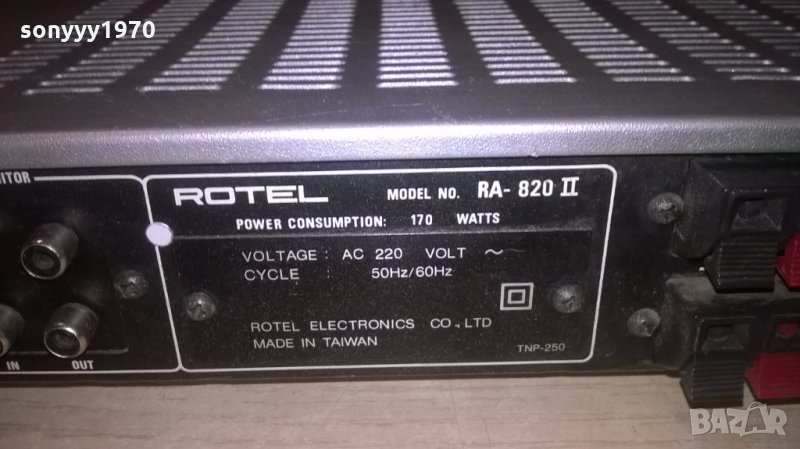 sonyyy1970
ITOR
ROTEL MODEL NO. RA-820 II
POWER CONSUMPTION: 170 WATTS
VOLTAGE : AC 220 VOLT ~
CYCLE : 50Hz/60Hz
ROTEL ELECTRONICS CO., LTD
MADE IN TAIWAN
TNP-250
IN OUT
BAZAR